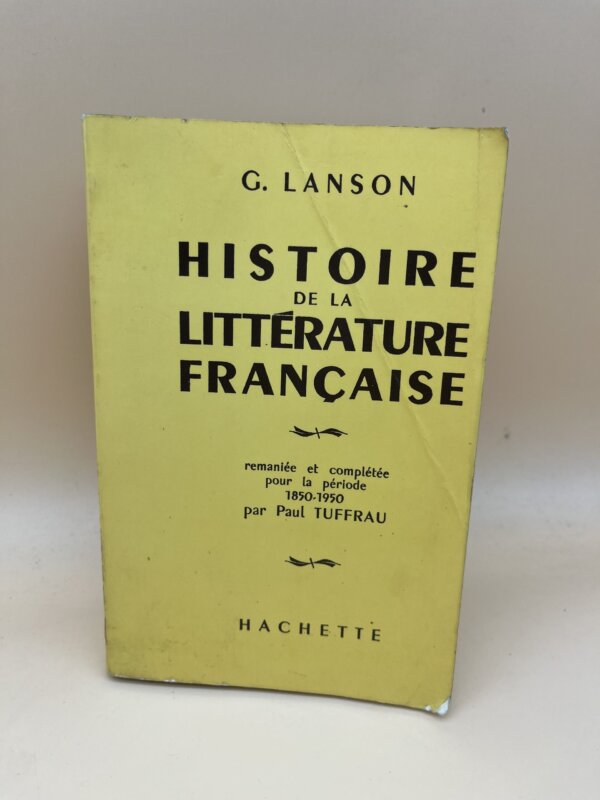 G. LANSON
HISTOIRE
DE LA
LITTÉRATURE
FRANÇAISE
remaniée et complétée
pour la période
1850-1950
par Paul TUFFRAU
HACHETTE